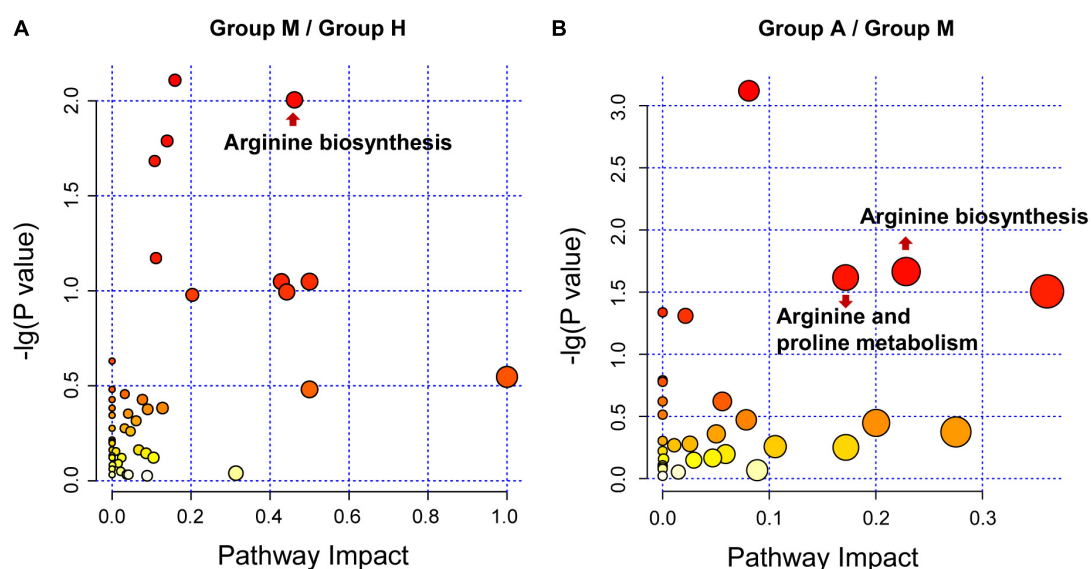 A
Group M / Group H
-lg(P value)
2.0
1.5
1.0
0.5
0.0
Arginine biosynthesis
0.0 0.2 0.4 0.6 0.8 1.0
Pathway Impact
B
Group A / Group M
-lg(P value)
3.0
2.5
2.0
1.5
1.0
0.5
0.0
Arginine biosynthesis
Arginine and
proline metabolism
0.0 0.1 0.2 0.3
Pathway Impact